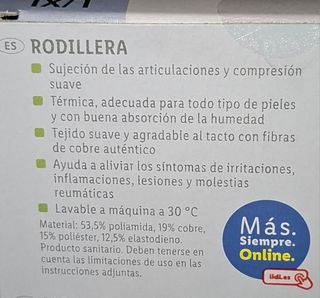 ES RODILLERA
Sujeción de las articulaciones y compresión
suave
Térmica, adecuada para todo tipo de pieles
y con buena absorción de la humedad
Tejido suave y agradable al tacto con fibras
de cobre auténtico
Ayuda a aliviar los síntomas de irritaciones,
inflamaciones, lesiones y molestias
reumáticas
Lavable a máquina a 30 °C
Material: 53,5% poliamida, 19% cobre,
15% poliéster, 12,5% elastodieno.
Producto sanitario. Deben tenerse en
cuenta las limitaciones de uso en las
instrucciones adjuntas.
Más.
Siempre.
Online.
lidl.es